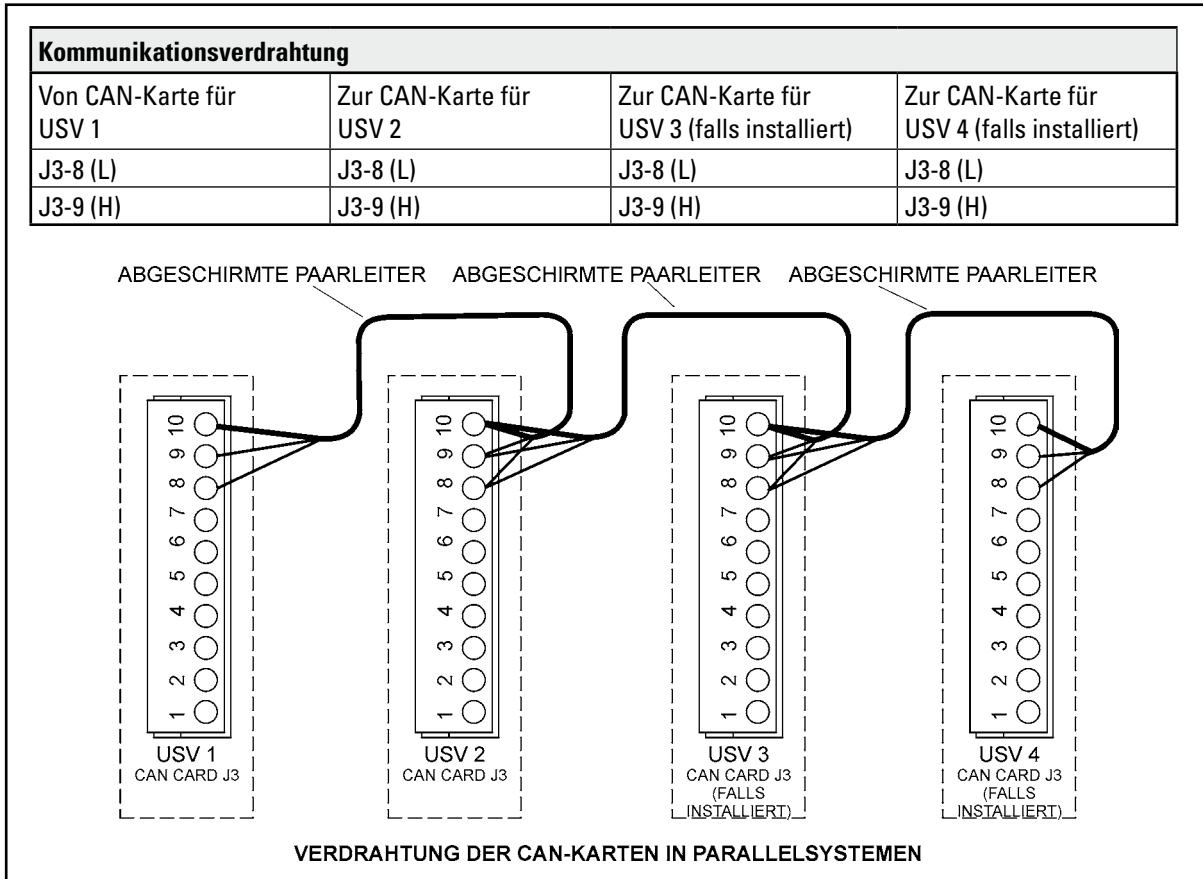 Kommunikationsverdrahtung
Von CAN-Karte für USV 1
Zur CAN-Karte für USV 2
Zur CAN-Karte für USV 3 (falls installiert)
Zur CAN-Karte für USV 4 (falls installiert)
J3-8 (L) J3-8 (L) J3-8 (L) J3-8 (L)
J3-9 (H) J3-9 (H) J3-9 (H) J3-9 (H)
ABGESCHIRMTE PAARLEITER ABGESCHIRMTE PAARLEITER ABGESCHIRMTE PAARLEITER
10 10 10 10
9 9 9 9
8 8 8 8
7 7 7 7
6 6 6 6
5 5 5 5
4 4 4 4
3 3 3 3
2 2 2 2
1 1 1 1
USV 1
CAN CARD J3
USV 2
CAN CARD J3
USV 3
CAN CARD J3
(FALLS
INSTALLIERT)
USV 4
CAN CARD J3
(FALLS
INSTALLIERT)
VERDRAHTUNG DER CAN-KARTEN IN PARALLELSYSTEMEN